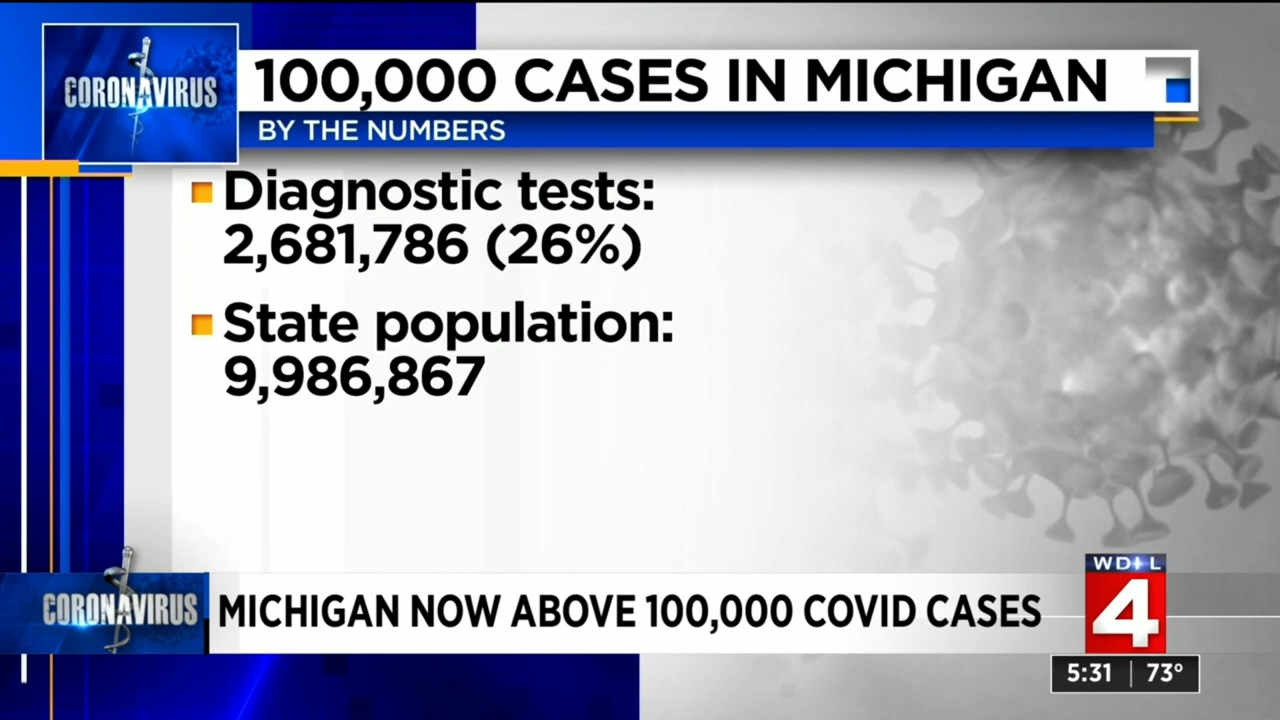 CORONAVIRUS
100,000 CASES IN MICHIGAN
BY THE NUMBERS
Diagnostic tests:
2,681,786 (26%)
State population:
9,986,867
CORONAVIRUS
MICHIGAN NOW ABOVE 100,000 COVID CASES
WDIL
4
5:31 | 73°